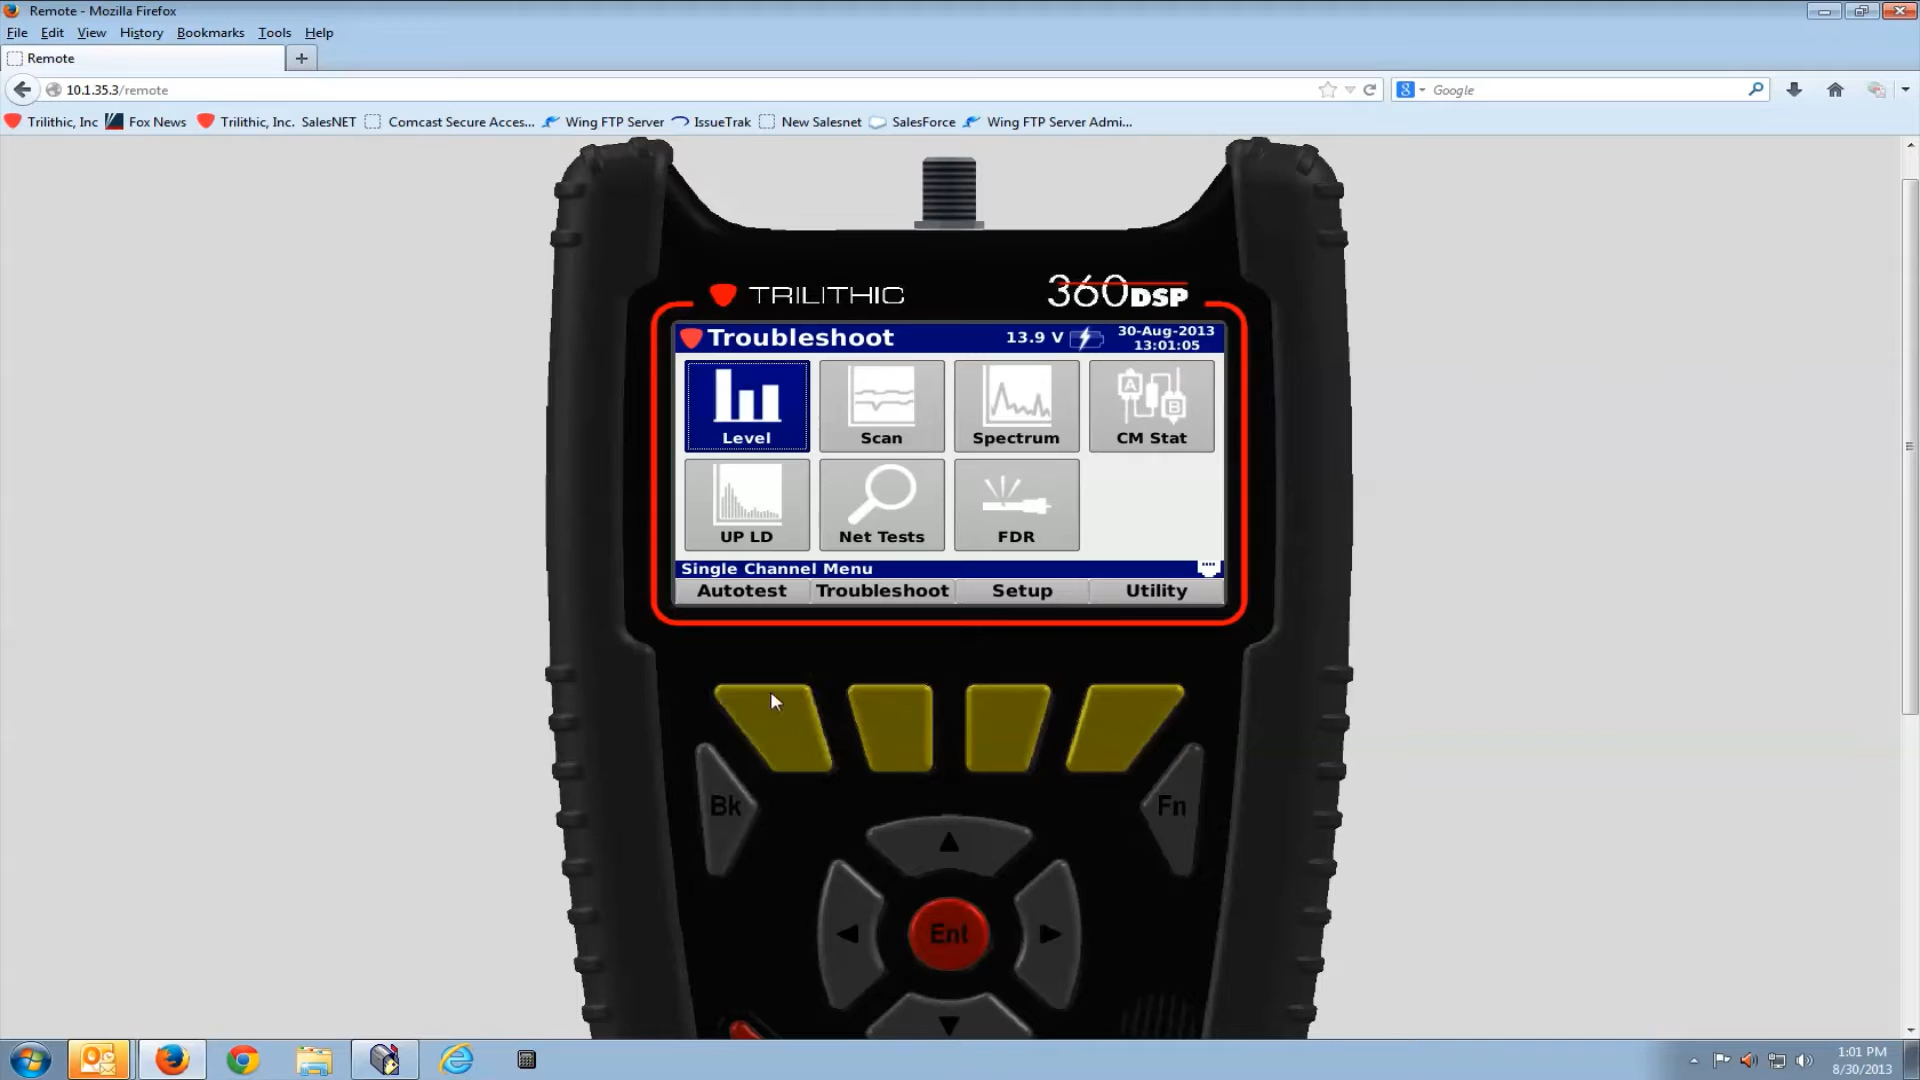 Remote - Mozilla Firefox
File Edit View History Bookmarks Tools Help
Remote
10.1.35.3/remote
Google
Trilithic, Inc Fox News Trilithic, Inc. SalesNET Comcast Secure Acces... Wing FTP Server IssueTrak New Salesnet SalesForce Wing FTP Server Admi...
TRILITHIC 360DSP
Troubleshoot 13.9 V 30-Aug-2013
13:01:05
Level Scan Spectrum CM Stat
UP LD Net Tests FDR
Single Channel Menu
Autotest Troubleshoot Setup Utility
Bk Fn
Ent
1:01 PM
8/30/2013